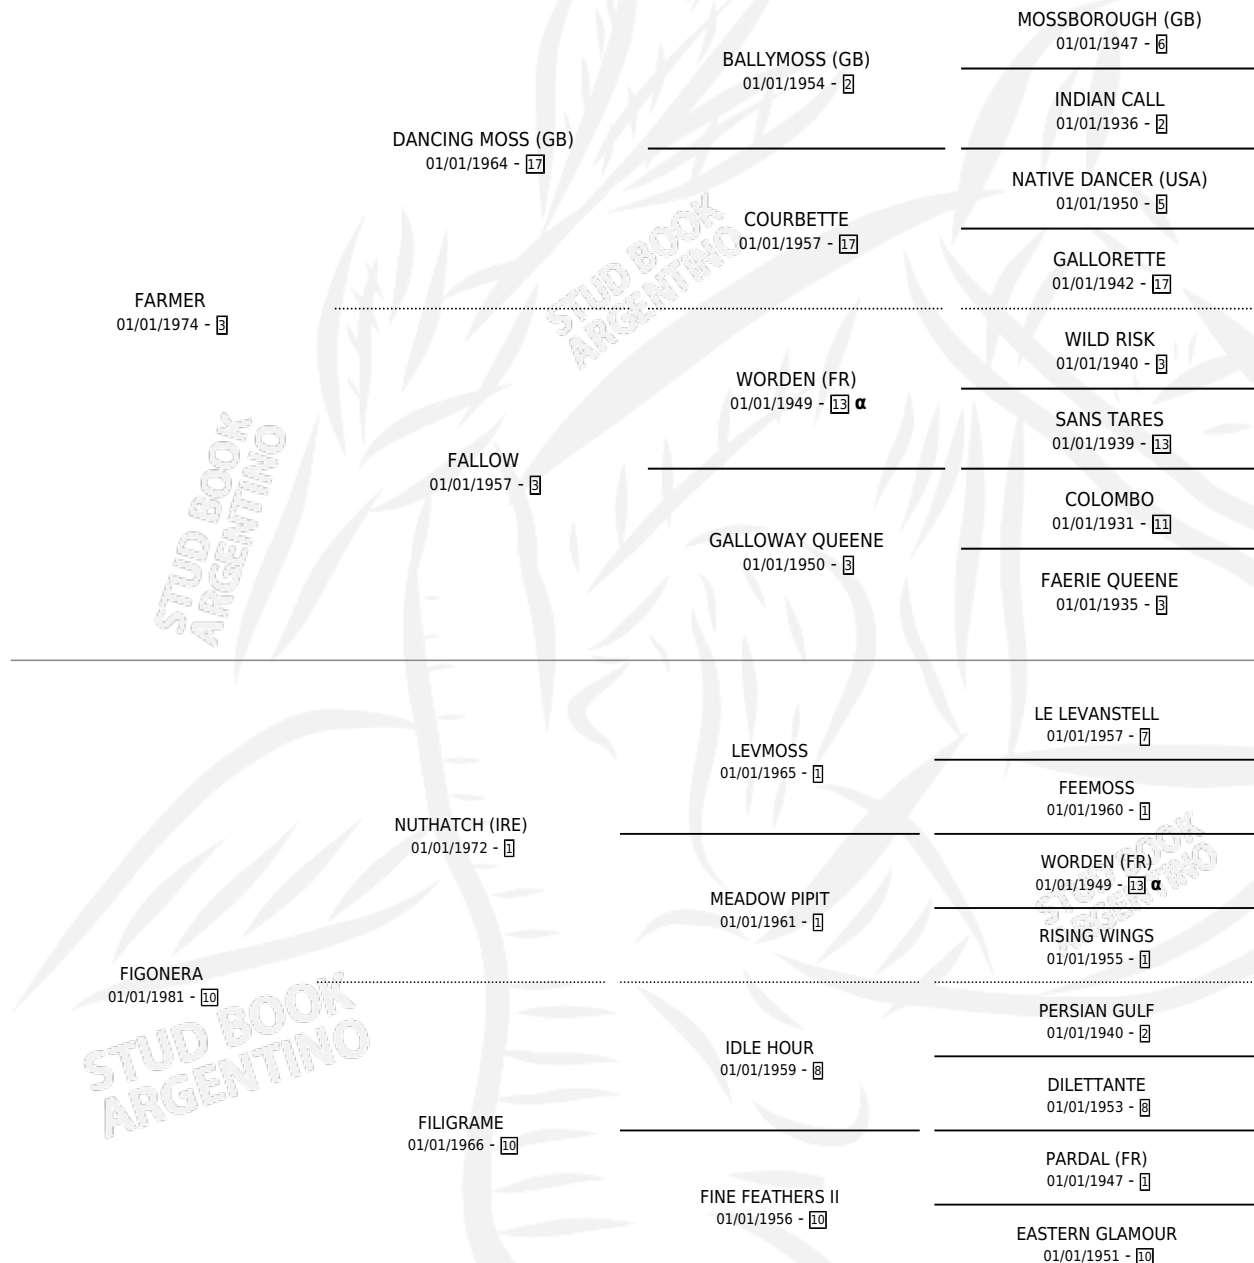 MOSSBOROUGH (GB)
01/01/1947 - 6
BALLYMOSS (GB)
01/01/1954 - 2
INDIAN CALL
01/01/1936 - 2
DANCING MOSS (GB)
01/01/1964 - 17
NATIVE DANCER (USA)
01/01/1950 - 5
COURBETTE
01/01/1957 - 17
GALLORETTE
01/01/1942 - 17
FARMER
01/01/1974 - 3
WILD RISK
01/01/1940 - 3
WORDEN (FR)
01/01/1949 - 13 α
SANS TARES
01/01/1939 - 13
FALLOW
01/01/1957 - 3
COLOMBO
01/01/1931 - 11
GALLOWAY QUEENE
01/01/1950 - 3
FAERIE QUEENE
01/01/1935 - 3
LE LEVANSTELL
01/01/1957 - 7
LEVMOSS
01/01/1965 - 1
FEEMOSS
01/01/1960 - 1
NUTHATCH (IRE)
01/01/1972 - 1
WORDEN (FR)
01/01/1949 - 13 α
MEADOW PIPIT
01/01/1961 - 1
RISING WINGS
01/01/1955 - 1
FIGONERA
01/01/1981 - 10
PERSIAN GULF
01/01/1940 - 2
IDLE HOUR
01/01/1959 - 8
DILETTANTE
01/01/1953 - 8
FILIGRAME
01/01/1966 - 10
PARDAL (FR)
01/01/1947 - 1
FINE FEATHERS II
01/01/1956 - 10
EASTERN GLAMOUR
01/01/1951 - 10
STUD BOOK
ARGENTINO
STUD BOOK
ARGENTINO
STUD BOOK
ARGENTINO
STUD BOOK
ARGENTINO